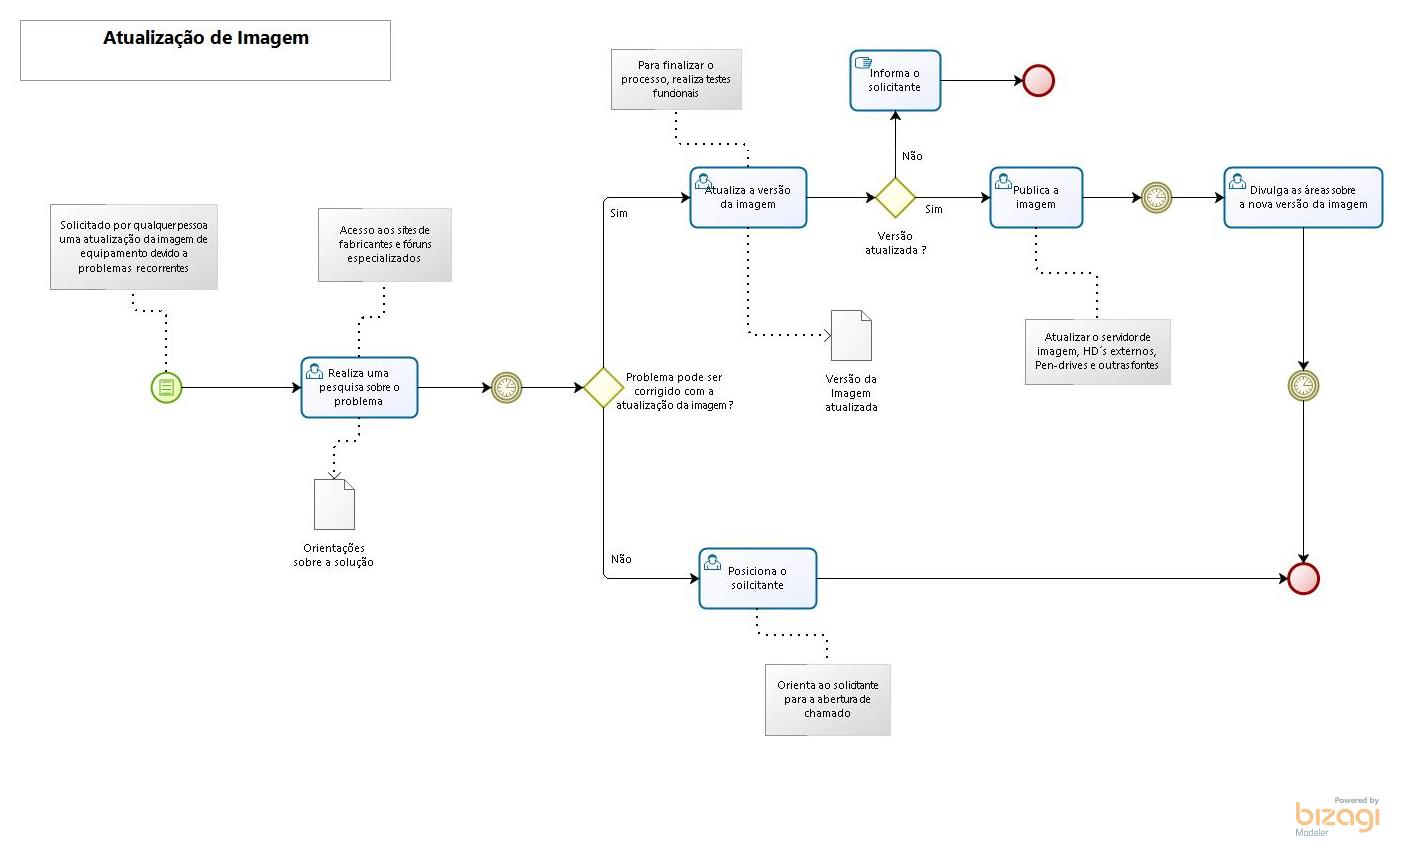 Atualização de Imagem
Para finalizar o
processo, realiza testes
funcionais
Informa o
solicitante
Não
Atualiza a versão
da imagem
Sim
Versão
atualizada ?
Sim
Publica a
imagem
Divulga as áreas sobre
a nova versão da imagem
Solicitado por qualquer pessoa
uma atualização da imagem de
equipamento devido a
problemas recorrentes
Acesso aos sites de
fabricantes e fóruns
especializados
Realiza uma
pesquisa sobre o
problema
Problema pode ser
corrigido com a
atualização da imagem?
Versão da
Imagem
atualizada
Atualizar o servidor de
imagem, HD´s externos,
Pen-drives e outras fontes
Orientações
sobre a solução
Não
Posiciona o
soilcitante
Orienta ao solicitante
para a abertura de
chamado
Powered by
bizagi
Modeler